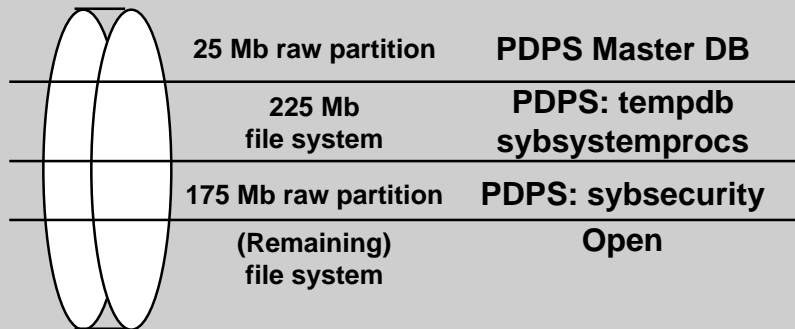 25 Mb raw partition PDPS Master DB
225 Mb
file system
PDPS: tempdb
sybsystemprocs
175 Mb raw partition PDPS: sybsecurity
(Remaining)
file system
Open